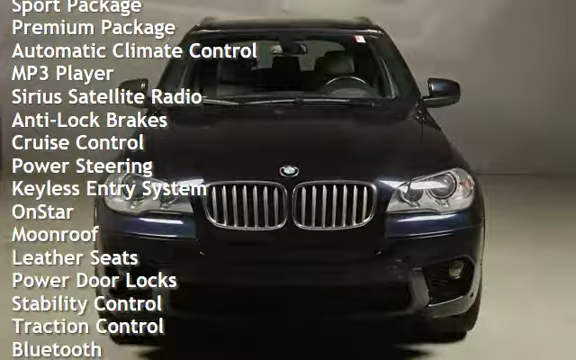 Sport Package
Premium Package
Automatic Climate Control
MP3 Player
Sirius Satellite Radio
Anti-Lock Brakes
Cruise Control
Power Steering
Keyless Entry System
OnStar
Moonroof
Leather Seats
Power Door Locks
Stability Control
Traction Control
Bluetooth